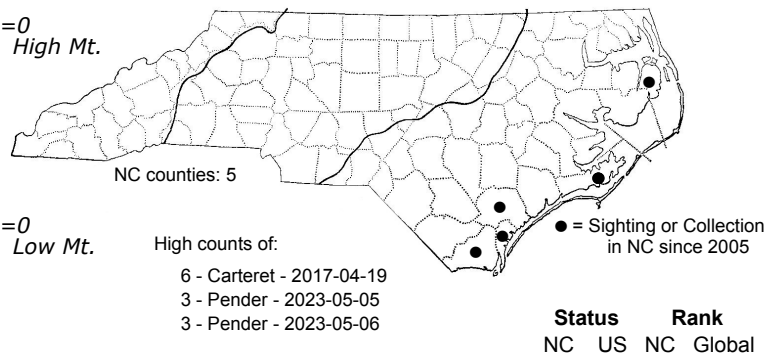 =0
High Mt.
NC counties: 5
=0
Low Mt.
High counts of:
6 - Carteret - 2017-04-19
3 - Pender - 2023-05-05
3 - Pender - 2023-05-06
● = Sighting or Collection
in NC since 2005
Status Rank
NC US NC Global